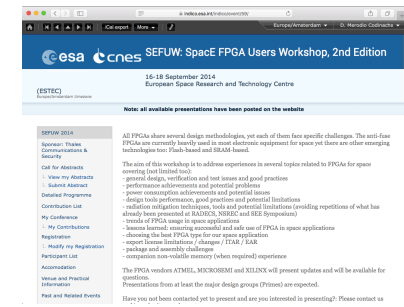 indico.esa.int/indico/event/59/
iCal export More
Europe/Amsterdam D. Merodio Codinachs
esa cnes SEFUW: SpacE FPGA Users Workshop, 2nd Edition
16-18 September 2014
European Space Research and Technology Centre
(ESTEC)
Europe/Amsterdam timezone
Note: all available presentations have been posted on the website
SEFUW 2014
Sponsor: Thales
Communications &
Security
Call for Abstracts
View my Abstracts
Submit Abstract
Detailed Programme
Contribution List
My Conference
My Contributions
Registration
Modify my Registration
Participant List
Accomodation
Venue and Practical
Information
Past and Related Events
All FPGAs share several design methodologies, yet each of them face specific challenges. The anti-fuse
FPGAs are currently heavily used in most electronic equipment for space yet there are other emerging
technologies too: Flash-based and SRAM-based.
The aim of this workshop is to address experiences in several topics related to FPGAs for space
covering (not limited too):
- general design, verification and test issues and good practices
- performance achievements and potential problems
- power consumption achievements and potential issues
- design tools performance, good practices and potential limitations
- radiation mitigation techniques, tools and potential limitations (avoiding repetitions of what has
already been presented at RADECS, NSREC and SEE Symposium)
- trends of FPGA usage in space applications
- lessons learned: ensuring successful and safe use of FPGA in space applications
- choosing the best FPGA type for our space application
- export license limitations / changes / ITAR / EAR
- package and assembly challenges
- companion non-volatile memory (when required) experience
The FPGA vendors ATMEL, MICROSEMI and XILINX will present updates and will be available for
questions.
Presentations from at least the major design groups (Primes) are expected.
Have you not been contacted yet to present and are you interested in presenting?: Please contact us